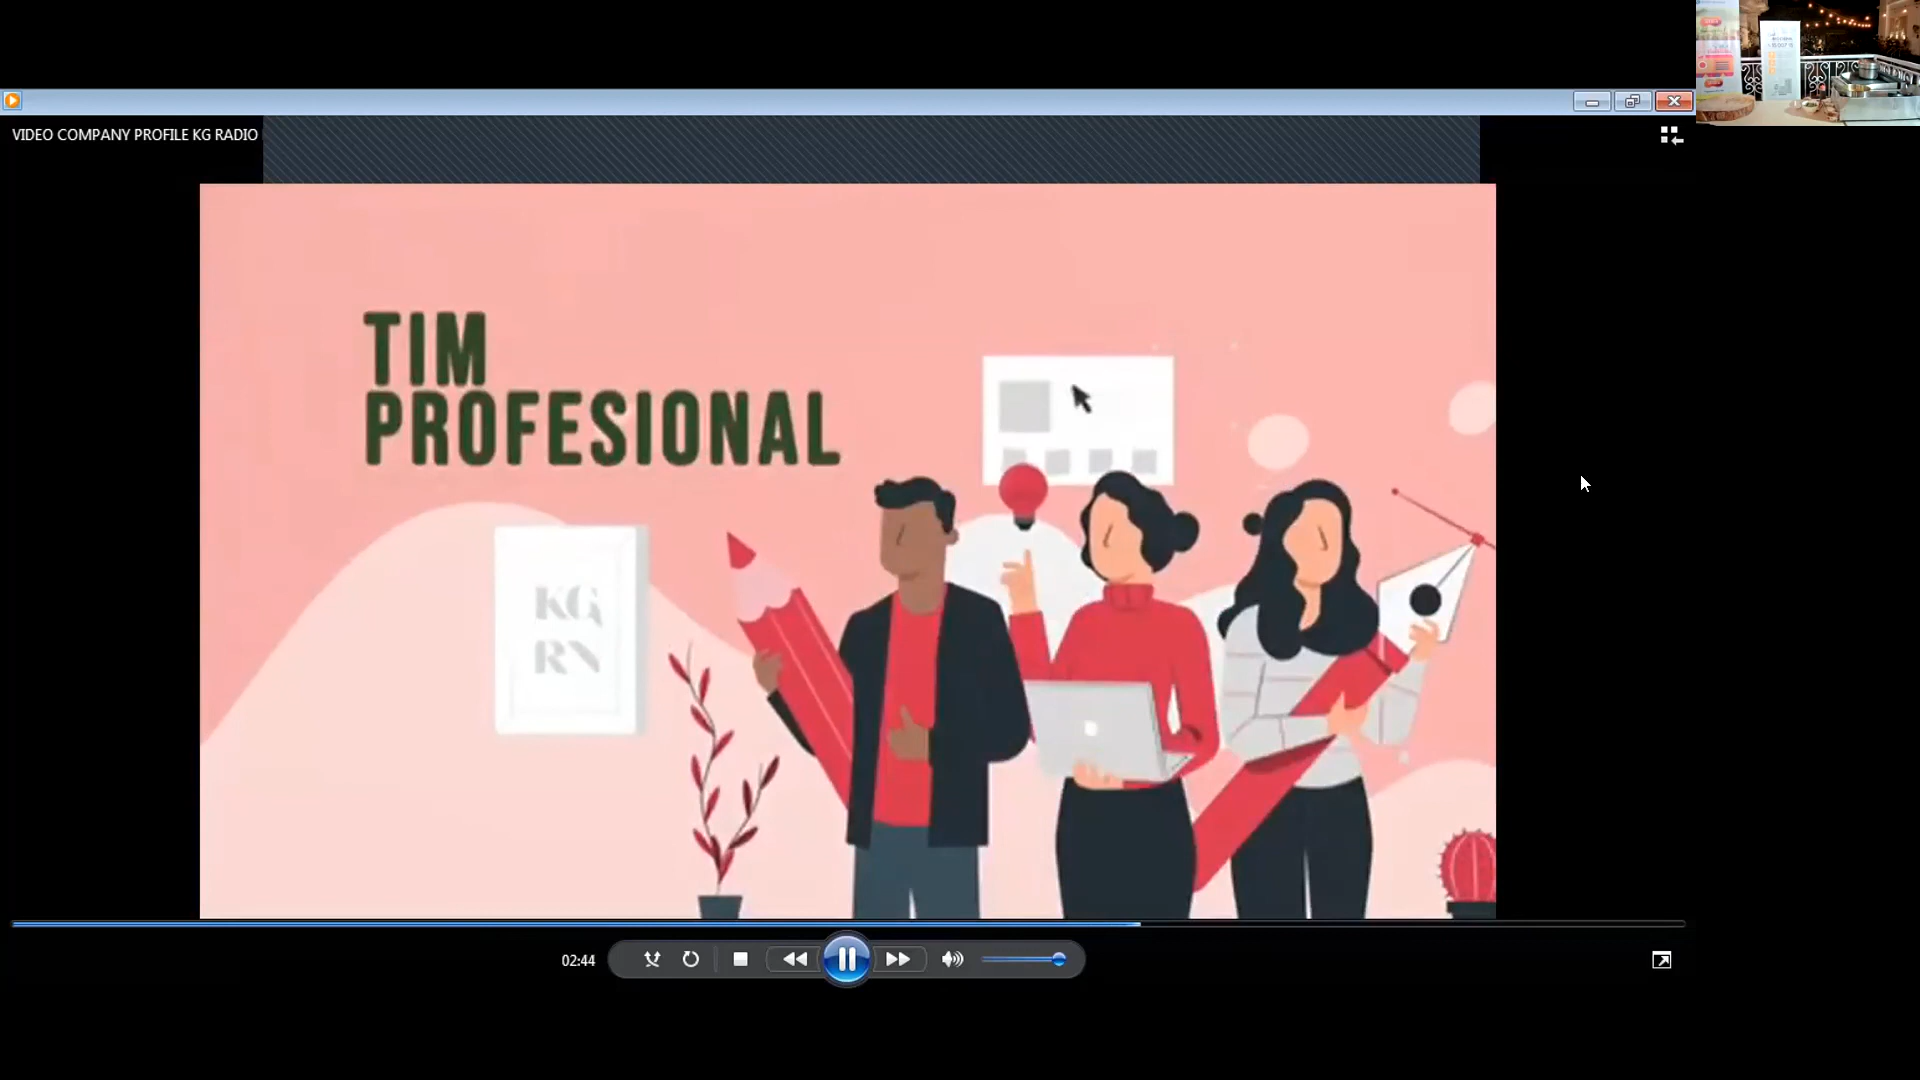 VIDEO COMPANY PROFILE KG RADIO
TIM
PROFESIONAL
KG
RN
02:44